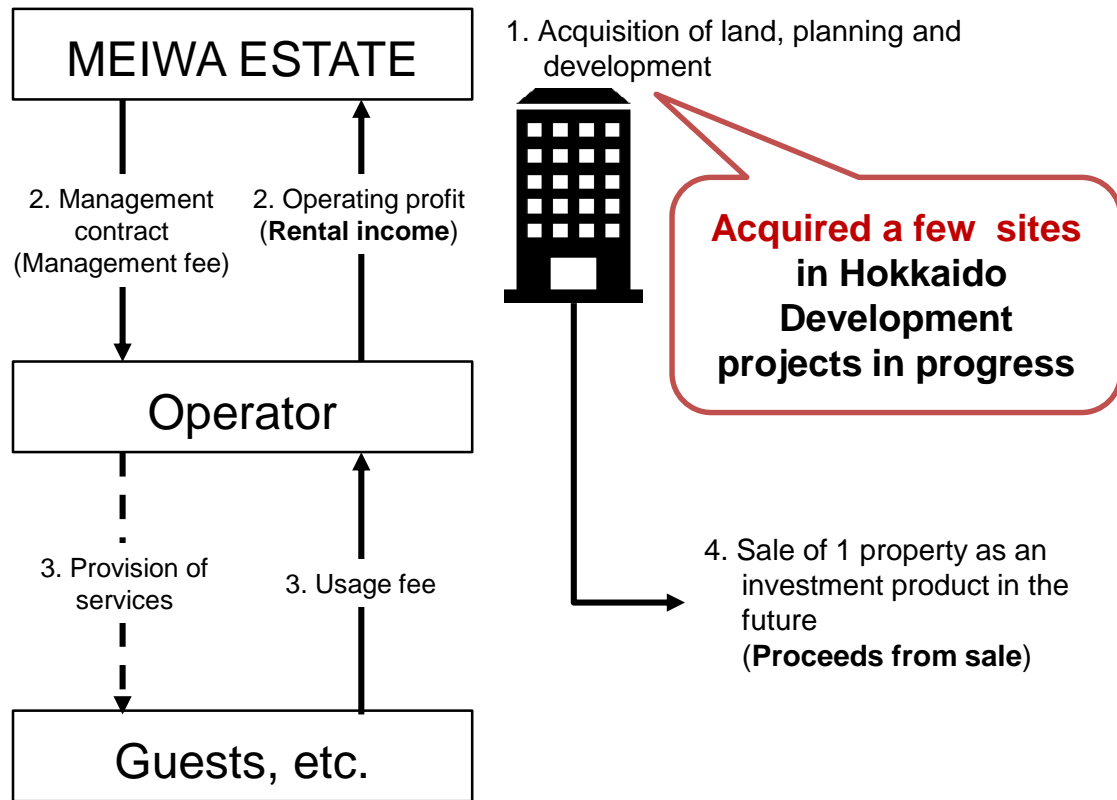 MEIWA ESTATE
1. Acquisition of land, planning and
development
2. Management
contract
(Management fee)
2. Operating profit
(Rental income)
Acquired a few  sites
in Hokkaido
Development
projects in progress
Operator
3. Provision of
services
3. Usage fee
4. Sale of 1 property as an
investment product in the
future
(Proceeds from sale)
Guests, etc.